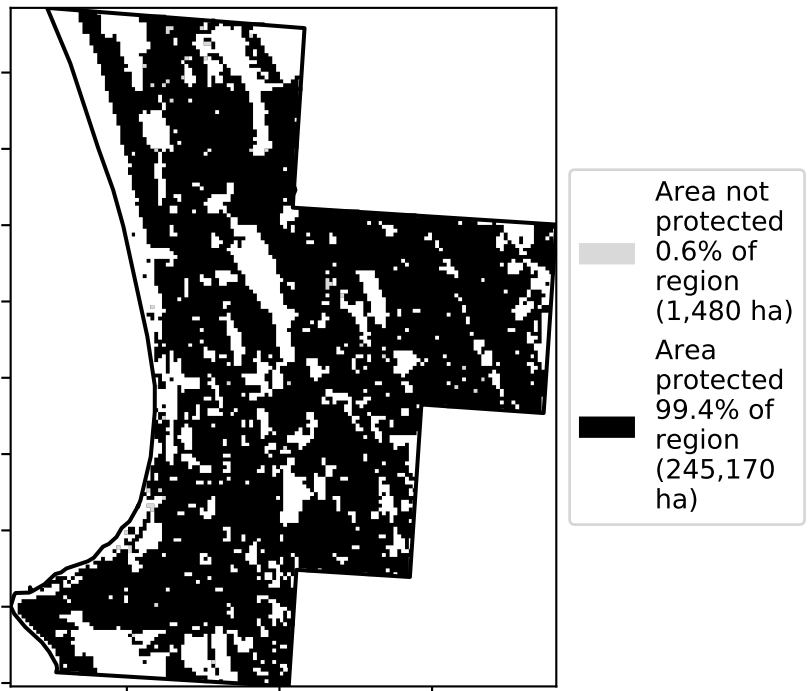 Area not
protected
0.6% of
region
(1,480 ha)
Area
protected
99.4% of
region
(245,170
ha)